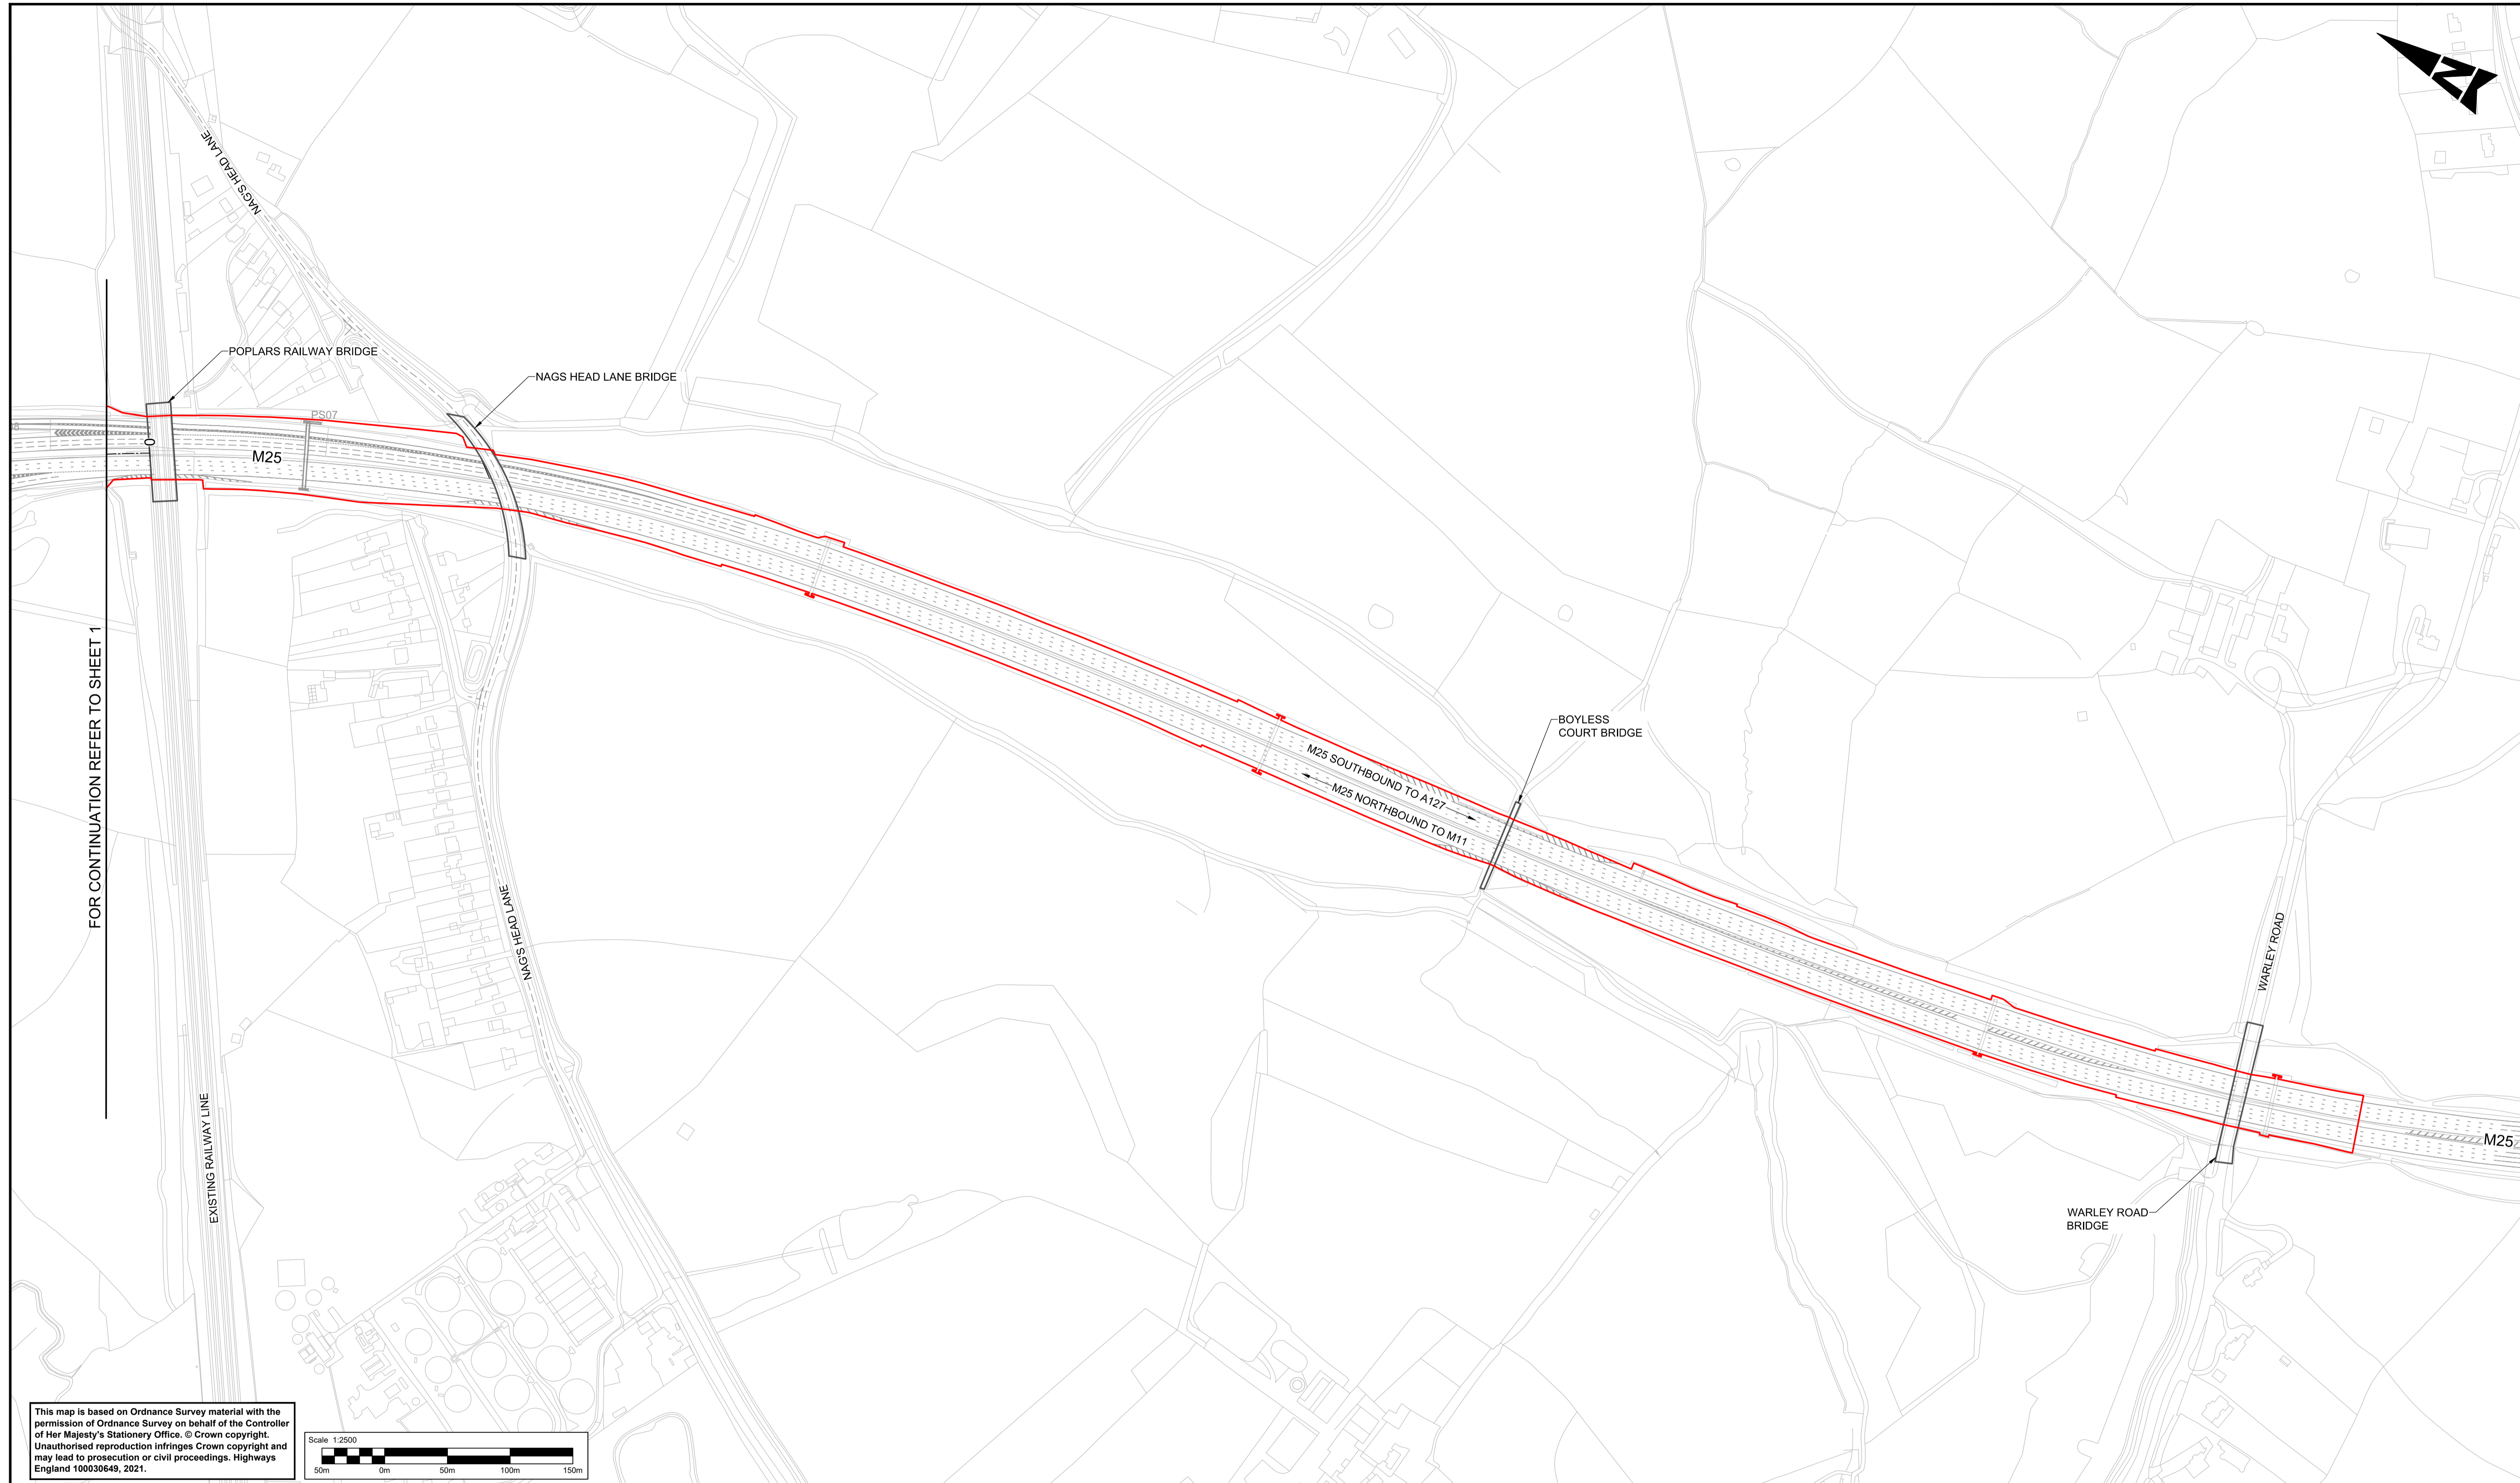 N
NAG'S HEAD LANE
POPLARS RAILWAY BRIDGE
NAGS HEAD LANE BRIDGE
PS07
0
M25
FOR CONTINUATION REFER TO SHEET 1
BOYLESS
COURT BRIDGE
M25 SOUTHBOUND TO A127
M25 NORTHBOUND TO M11
NAG'S HEAD LANE
WARLEY ROAD
M25
WARLEY ROAD
BRIDGE
EXISTING RAILWAY LINE
This map is based on Ordnance Survey material with the
permission of Ordnance Survey on behalf of the Controller
of Her Majesty's Stationery Office. © Crown copyright.
Unauthorised reproduction infringes Crown copyright and
may lead to prosecution or civil proceedings. Highways
England 100030649, 2021.
Scale 1:2500
50m 0m 50m 100m 150m